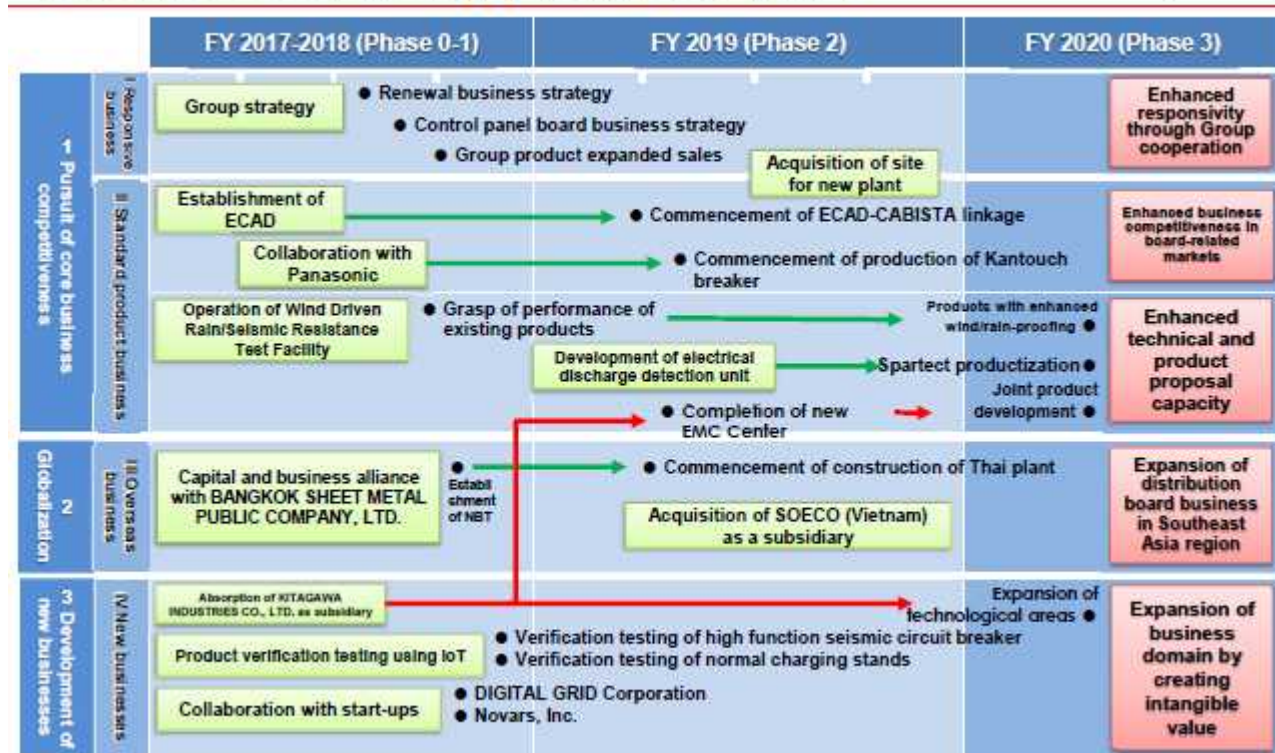 FY 2017-2018 (Phase 0-1)
FY 2019 (Phase 2)
FY 2020 (Phase 3)
1 Pursuit of core business
competitiveness
I Responsive
business
Group strategy
● Renewal business strategy
● Control panel board business strategy
● Group product expanded sales
Enhanced
responsivity
through Group
cooperation
Acquisition of site
for new plant
II Standard product business
Establishment of
ECAD
● Commencement of ECAD-CABISTA linkage
Collaboration with
Panasonic
● Commencement of production of Kantouch
breaker
Enhanced business
competitiveness in
board-related
markets
Operation of Wind Driven
Rain/Seismic Resistance
Test Facility
● Grasp of performance of
existing products
Products with enhanced
wind/rain-proofing ●
Development of electrical
discharge detection unit
Spartect productization ●
● Completion of new
EMC Center
Joint product
development ●
Enhanced
technical and
product
proposal
capacity
2
Globalization
III Overseas
business
Capital and business alliance
with BANGKOK SHEET METAL
PUBLIC COMPANY, LTD.
●
Establi
shment
of NBT
● Commencement of construction of Thai plant
Acquisition of SOECO (Vietnam)
as a subsidiary
Expansion of
distribution
board business
in Southeast
Asia region
3 Development of
new businesses
IV New businesses
Absorption of KITAGAWA
INDUSTRIES CO., LTD. as subsidiary
Expansion of
technological areas ●
Product verification testing using IoT
● Verification testing of high function seismic circuit breaker
● Verification testing of normal charging stands
Collaboration with start-ups
● DIGITAL GRID Corporation
● Novars, Inc.
Expansion of
business
domain by
creating
intangible
value